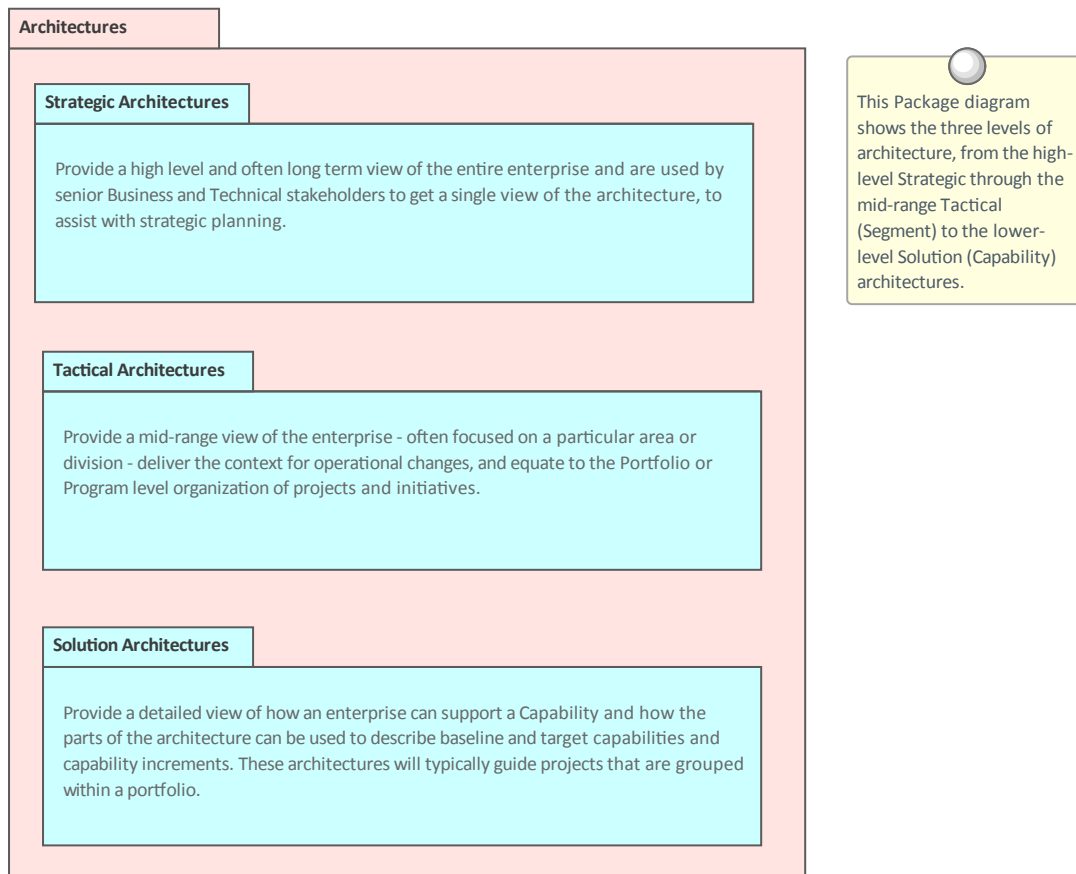 Architectures
Strategic Architectures
Provide a high level and often long term view of the entire enterprise and are used by
senior Business and Technical stakeholders to get a single view of the architecture, to
assist with strategic planning.
Tactical Architectures
Provide a mid-range view of the enterprise - often focused on a particular area or
division - deliver the context for operational changes, and equate to the Portfolio or
Program level organization of projects and initiatives.
Solution Architectures
Provide a detailed view of how an enterprise can support a Capability and how the
parts of the architecture can be used to describe baseline and target capabilities and
capability increments. These architectures will typically guide projects that are grouped
within a portfolio.
This Package diagram
shows the three levels of
architecture, from the high-
level Strategic through the
mid-range Tactical
(Segment) to the lower-
level Solution (Capability)
architectures.